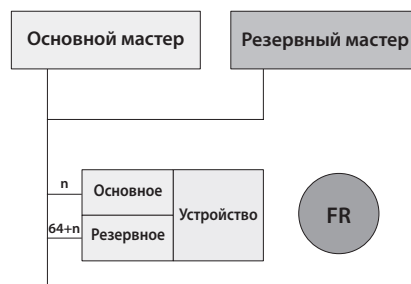 Основной мастер
Резервный мастер
n
Основное
Устройство
FR
64+n
Резервное